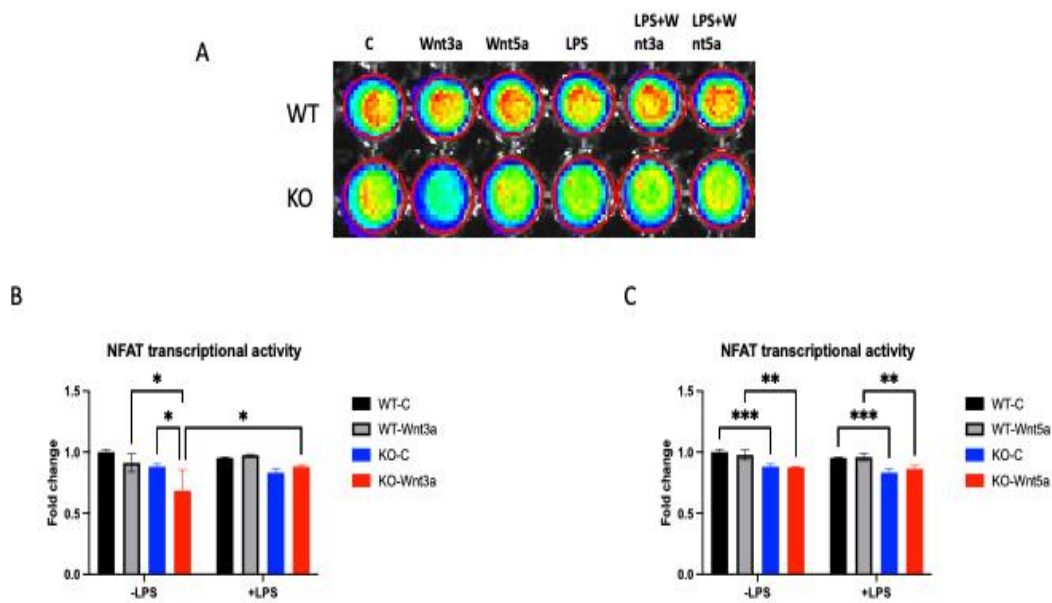 A
C
Wnt3a
Wnt5a
LPS
LPS+W
nt3a
LPS+W
nt5a
WT
KO
B
NFAT transcriptional activity
Fold change
1.5
1.0
0.5
0.0
*
*
*
-LPS
+LPS
WT-C
WT-Wnt3a
KO-C
KO-Wnt3a
C
NFAT transcriptional activity
Fold change
1.5
1.0
0.5
0.0
***
**
***
**
-LPS
+LPS
WT-C
WT-Wnt5a
KO-C
KO-Wnt5a